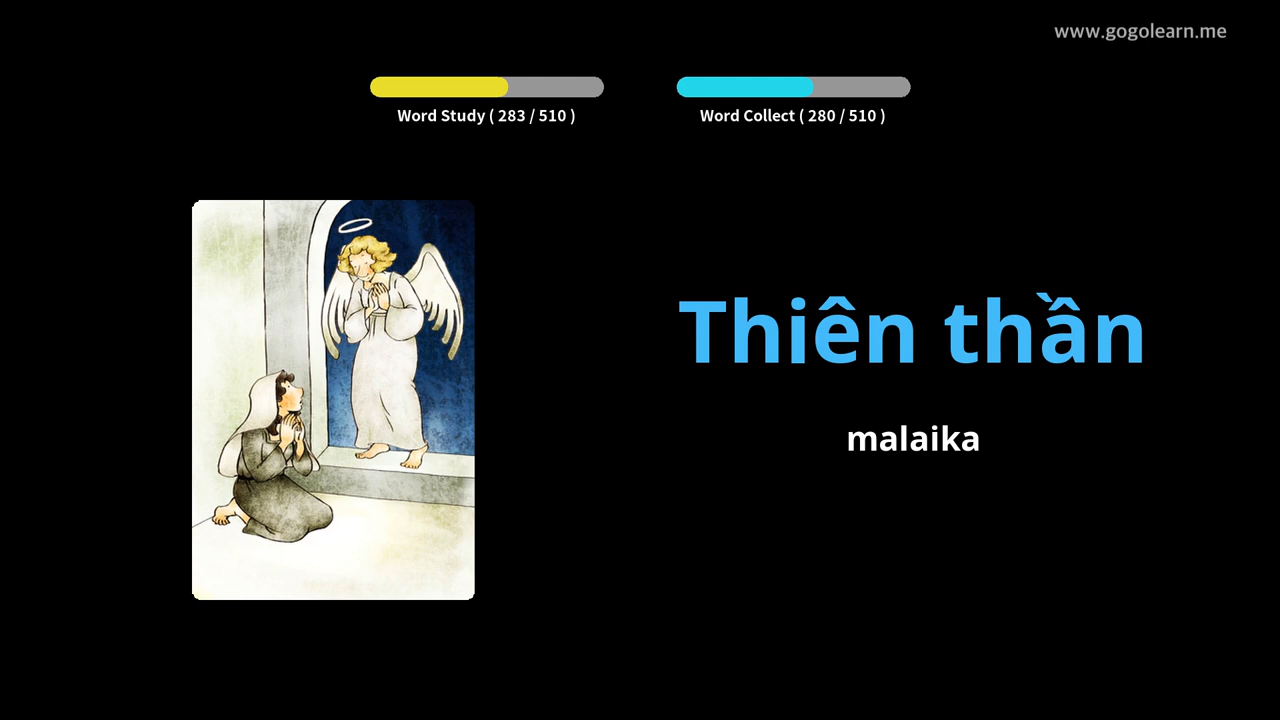 www.gogolearn.me
Word Study ( 283 / 510 )
Word Collect ( 280 / 510 )
Thiên thần
malaika